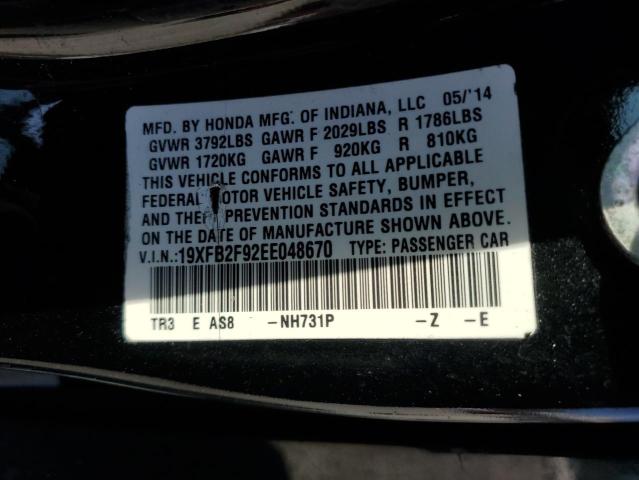 MFD. BY HONDA MFG. OF INDIANA, LLC 05/'14
GVWR 3792LBS GAWR F 2029LBS R 1786LBS
GVWR 1720KG GAWR F 920KG R 810KG
THIS VEHICLE CONFORMS TO ALL APPLICABLE
FEDERAL MOTOR VEHICLE SAFETY, BUMPER,
AND THEFT PREVENTION STANDARDS IN EFFECT
ON THE DATE OF MANUFACTURE SHOWN ABOVE.
V.I.N.:19XFB2F92EE048670 TYPE: PASSENGER CAR
TR3 E AS8 -NH731P -Z -E